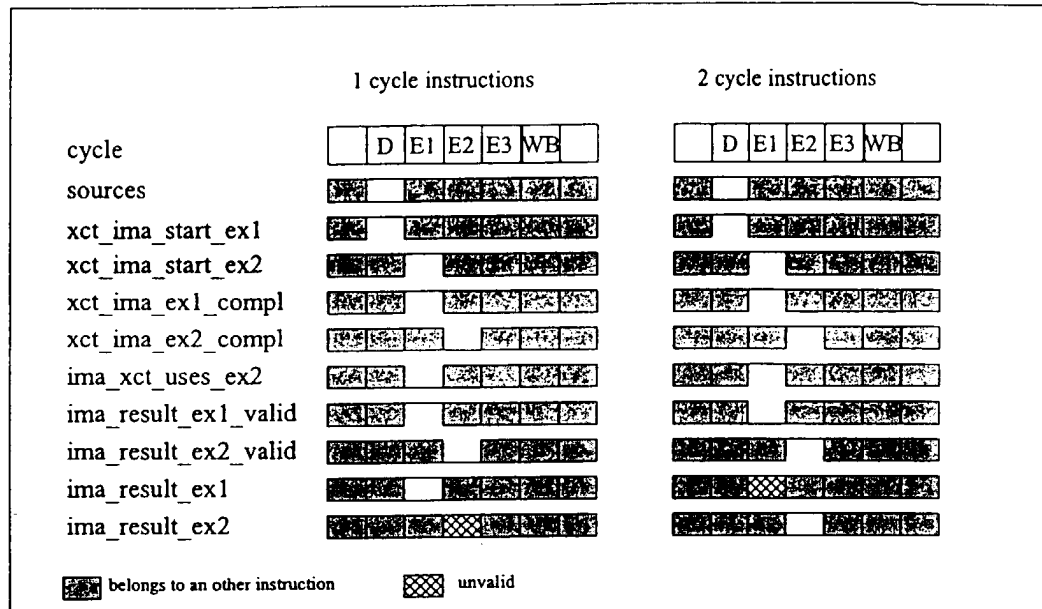 1 cycle instructions 2 cycle instructions
cycle D E1 E2 E3 WB D E1 E2 E3 WB
sources
xct_ima_start_ex1
xct_ima_start_ex2
xct_ima_ex1_compl
xct_ima_ex2_compl
ima_xct_uses_ex2
ima_result_ex1_valid
ima_result_ex2_valid
ima_result_ex1
ima_result_ex2
belongs to an other instruction unvalid